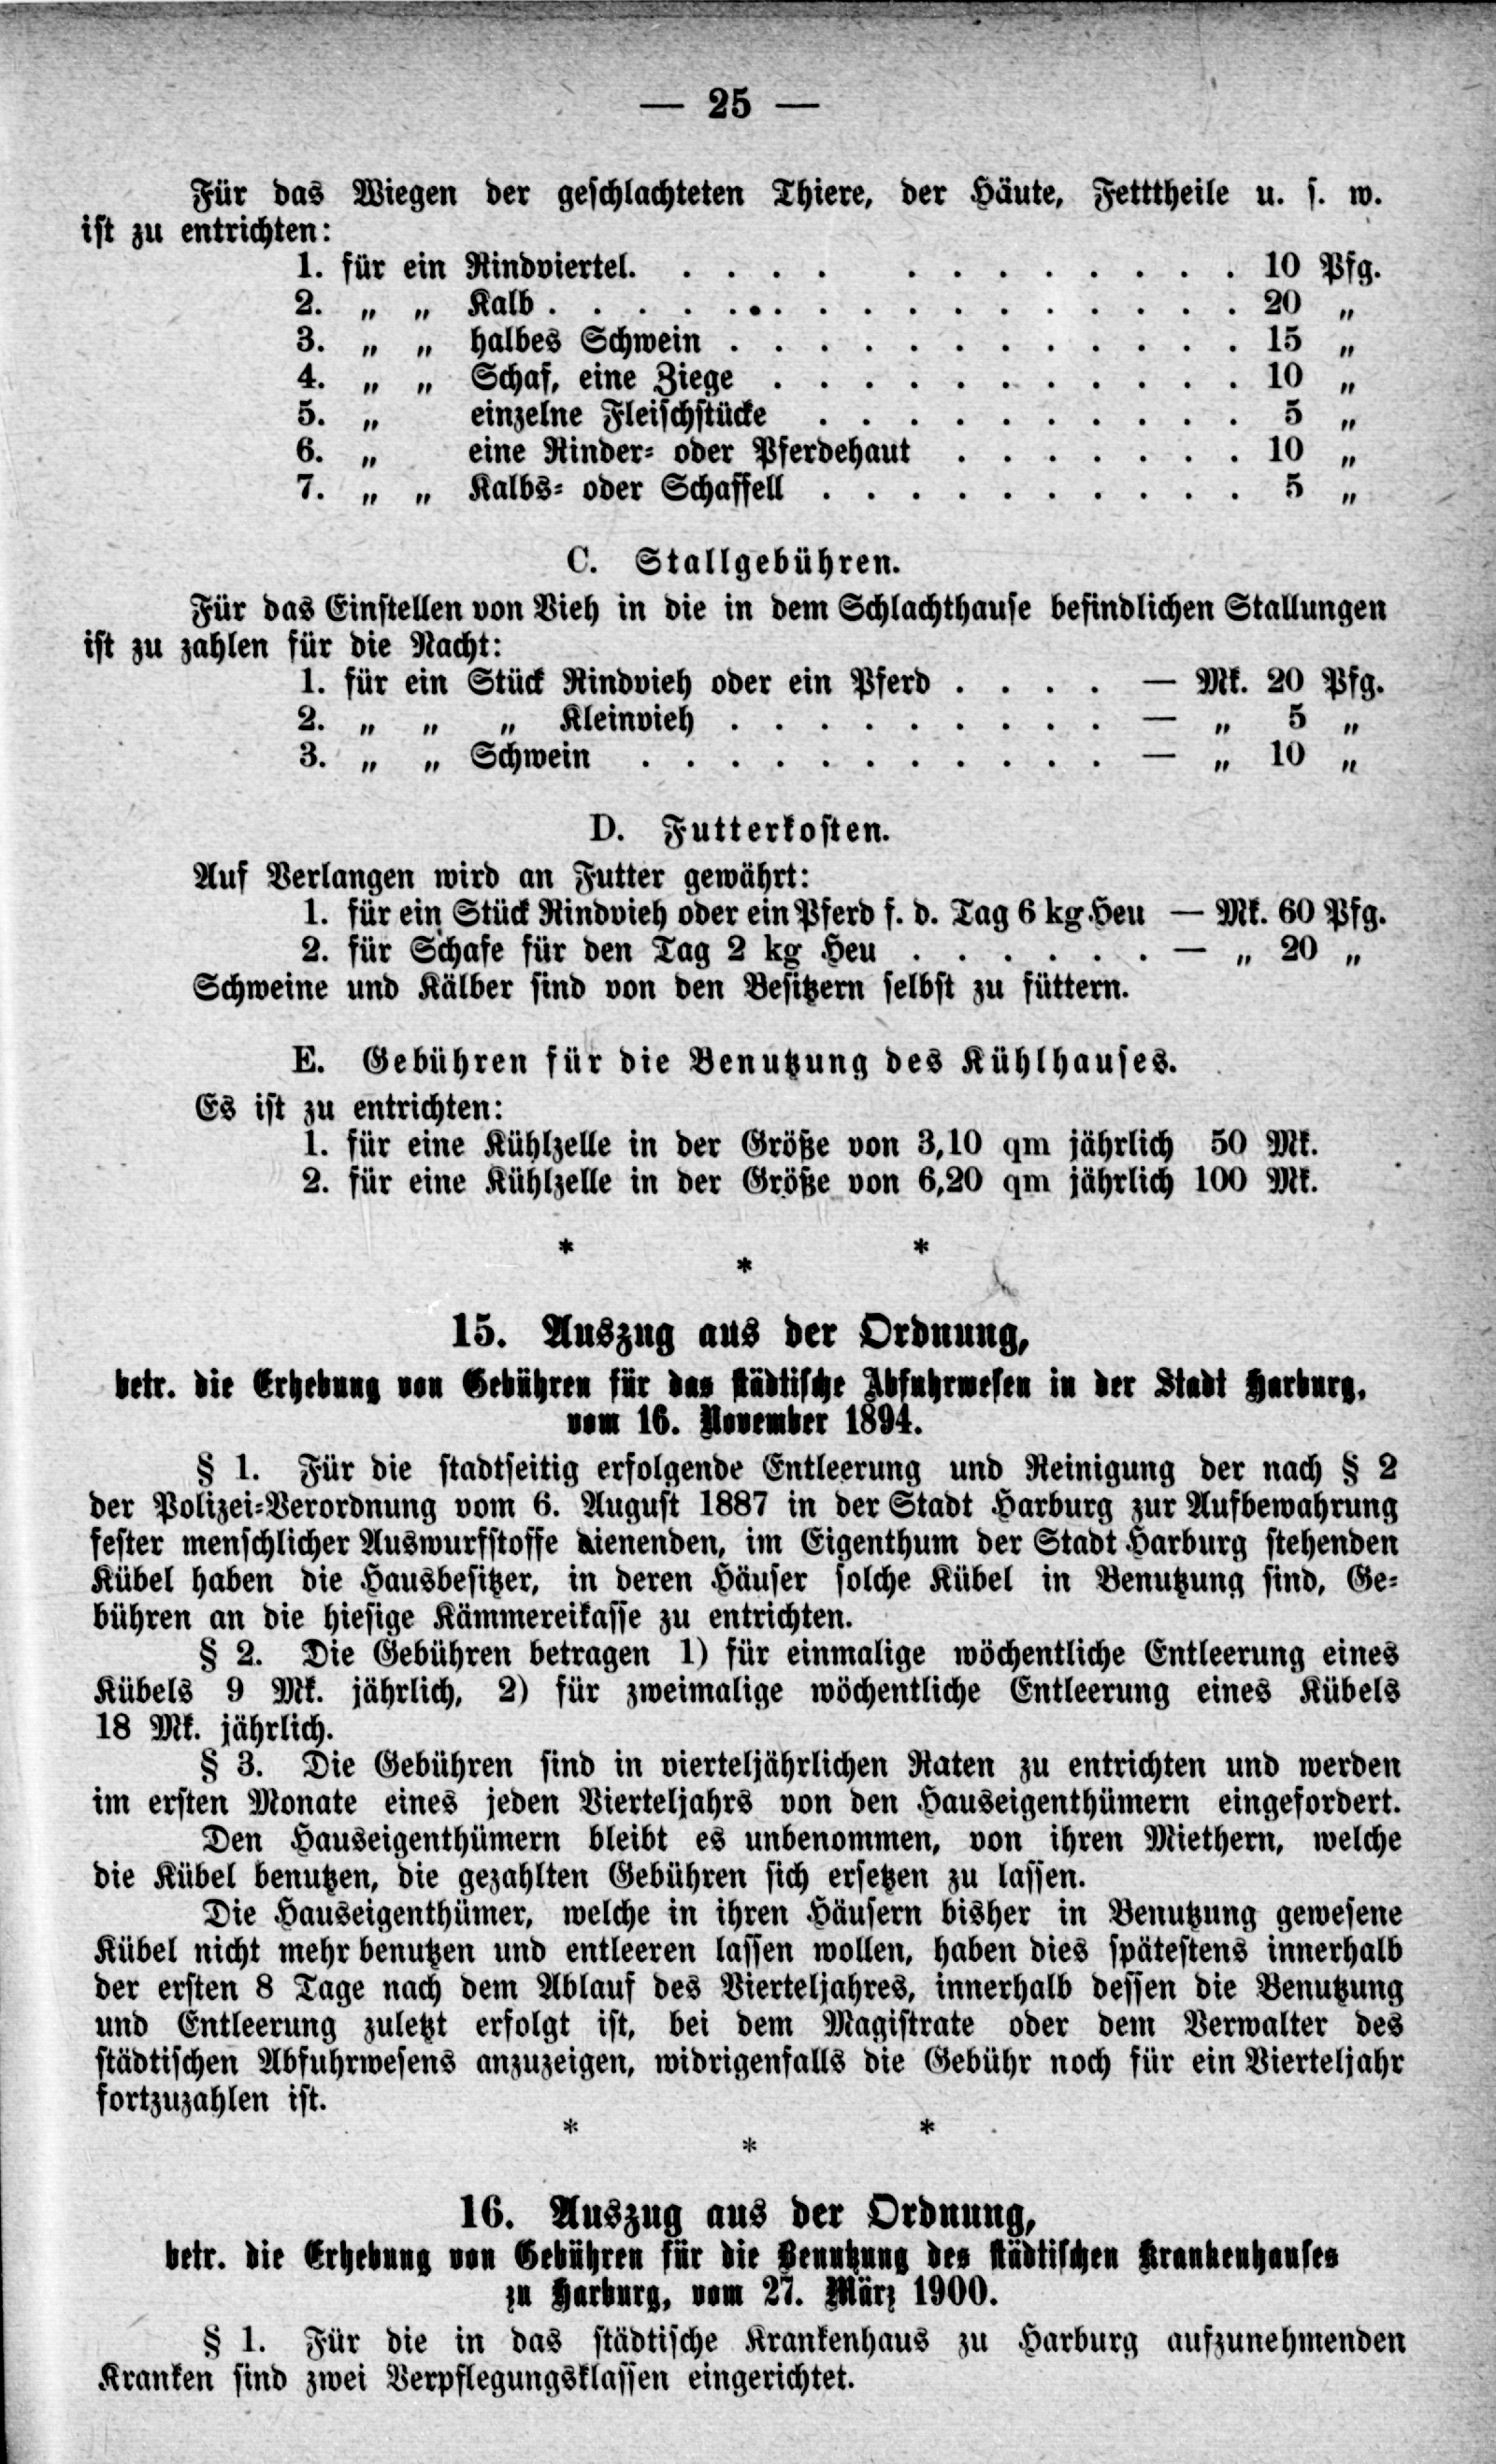 — 25 —
Für das Wiegen der geschlachteten Thiere, der Häute, Fetttheile u. s. w.
ist zu entrichten:
1. für ein Rindviertel. . . . . . . . . . . . . 10 Pfg.
2. „ „ Kalb . . . . . . . . . . . . . . . . 20 „
3. „ „ halbes Schwein . . . . . . . . . . . . 15 „
4. „ „ Schaf, eine Ziege . . . . . . . . . . . 10 „
5. „ einzelne Fleischstücke . . . . . . . . . . 5 „
6. „ eine Rinder- oder Pferdehaut . . . . . . . 10 „
7. „ „ Kalbs- oder Schaffell . . . . . . . . . . 5 „
C. Stallgebühren.
Für das Einstellen von Vieh in die in dem Schlachthause befindlichen Stallungen
ist zu zahlen für die Nacht:
1. für ein Stück Rindvieh oder ein Pferd . . . . — Mk. 20 Pfg.
2. „ „ „ Kleinvieh . . . . . . . . . — „ 5 „
3. „ „ Schwein . . . . . . . . . . . — „ 10 „
D. Futterkosten.
Auf Verlangen wird an Futter gewährt:
1. für ein Stück Rindvieh oder ein Pferd f. d. Tag 6 kg Heu — Mk. 60 Pfg.
2. für Schafe für den Tag 2 kg Heu . . . . . . — „ 20 „
Schweine und Kälber sind von den Besitzern selbst zu füttern.
E. Gebühren für die Benutzung des Kühlhauses.
Es ist zu entrichten:
1. für eine Kühlzelle in der Größe von 3,10 qm jährlich 50 Mk.
2. für eine Kühlzelle in der Größe von 6,20 qm jährlich 100 Mk.
* * *
15. Auszug aus der Ordnung,
betr. die Erhebung von Gebühren für das städtische Abfuhrwesen in der Stadt Harburg,
vom 16. November 1894.
§ 1. Für die stadtseitig erfolgende Entleerung und Reinigung der nach § 2
der Polizei-Verordnung vom 6. August 1887 in der Stadt Harburg zur Aufbewahrung
fester menschlicher Auswurfstoffe dienenden, im Eigenthum der Stadt Harburg stehenden
Kübel haben die Hausbesitzer, in deren Häuser solche Kübel in Benutzung sind, Ge-
bühren an die hiesige Kämmereikasse zu entrichten.
§ 2. Die Gebühren betragen 1) für einmalige wöchentliche Entleerung eines
Kübels 9 Mk. jährlich, 2) für zweimalige wöchentliche Entleerung eines Kübels
18 Mk. jährlich.
§ 3. Die Gebühren sind in vierteljährlichen Raten zu entrichten und werden
im ersten Monate eines jeden Vierteljahrs von den Hauseigenthümern eingefordert.
Den Hauseigenthümern bleibt es unbenommen, von ihren Miethern, welche
die Kübel benutzen, die gezahlten Gebühren sich ersetzen zu lassen.
Die Hauseigenthümer, welche in ihren Häusern bisher in Benutzung gewesene
Kübel nicht mehr benutzen und entleeren lassen wollen, haben dies spätestens innerhalb
der ersten 8 Tage nach dem Ablauf des Vierteljahres, innerhalb dessen die Benutzung
und Entleerung zuletzt erfolgt ist, bei dem Magistrate oder dem Verwalter des
städtischen Abfuhrwesens anzuzeigen, widrigenfalls die Gebühr noch für ein Vierteljahr
fortzuzahlen ist.
* * *
16. Auszug aus der Ordnung,
betr. die Erhebung von Gebühren für die Benutzung des städtischen Krankenhauses
zu Harburg, vom 27. März 1900.
§ 1. Für die in das städtische Krankenhaus zu Harburg aufzunehmenden
Kranken sind zwei Verpflegungsklassen eingerichtet.